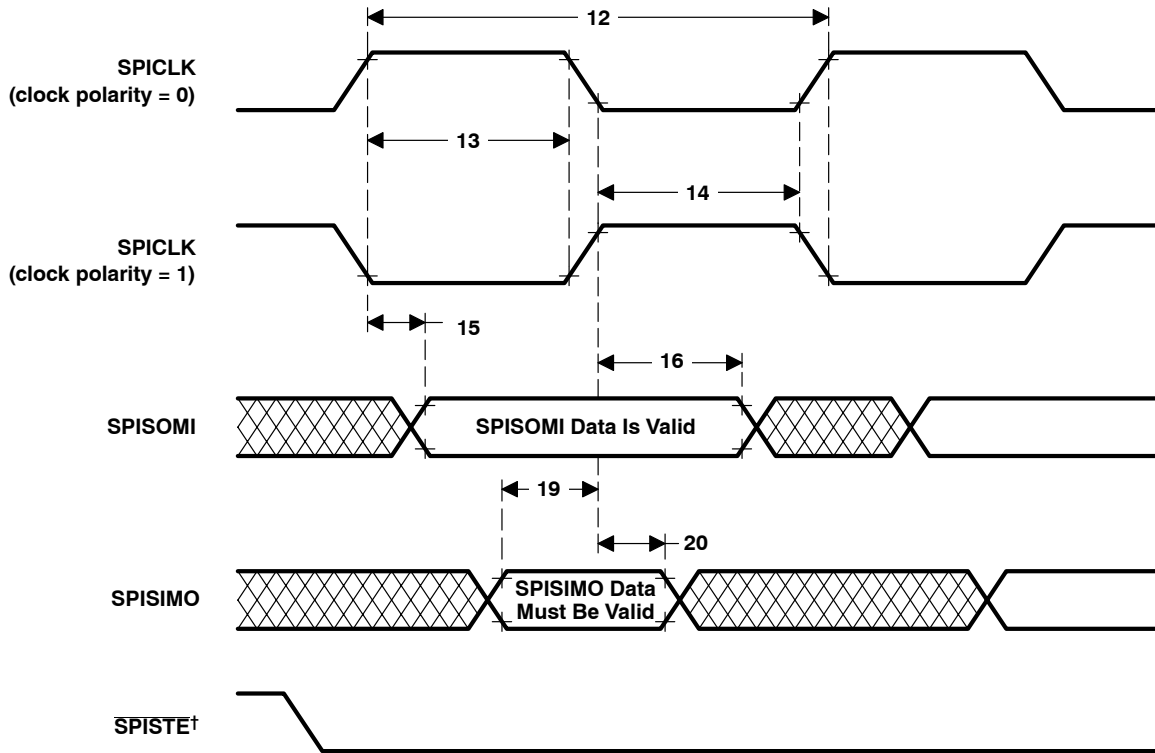 12
SPICLK
(clock polarity = 0)
13
14
SPICLK
(clock polarity = 1)
15
16
SPISOMI
SPISOMI Data Is Valid
19
20
SPISIMO
SPISIMO Data
Must Be Valid
SPISTE†